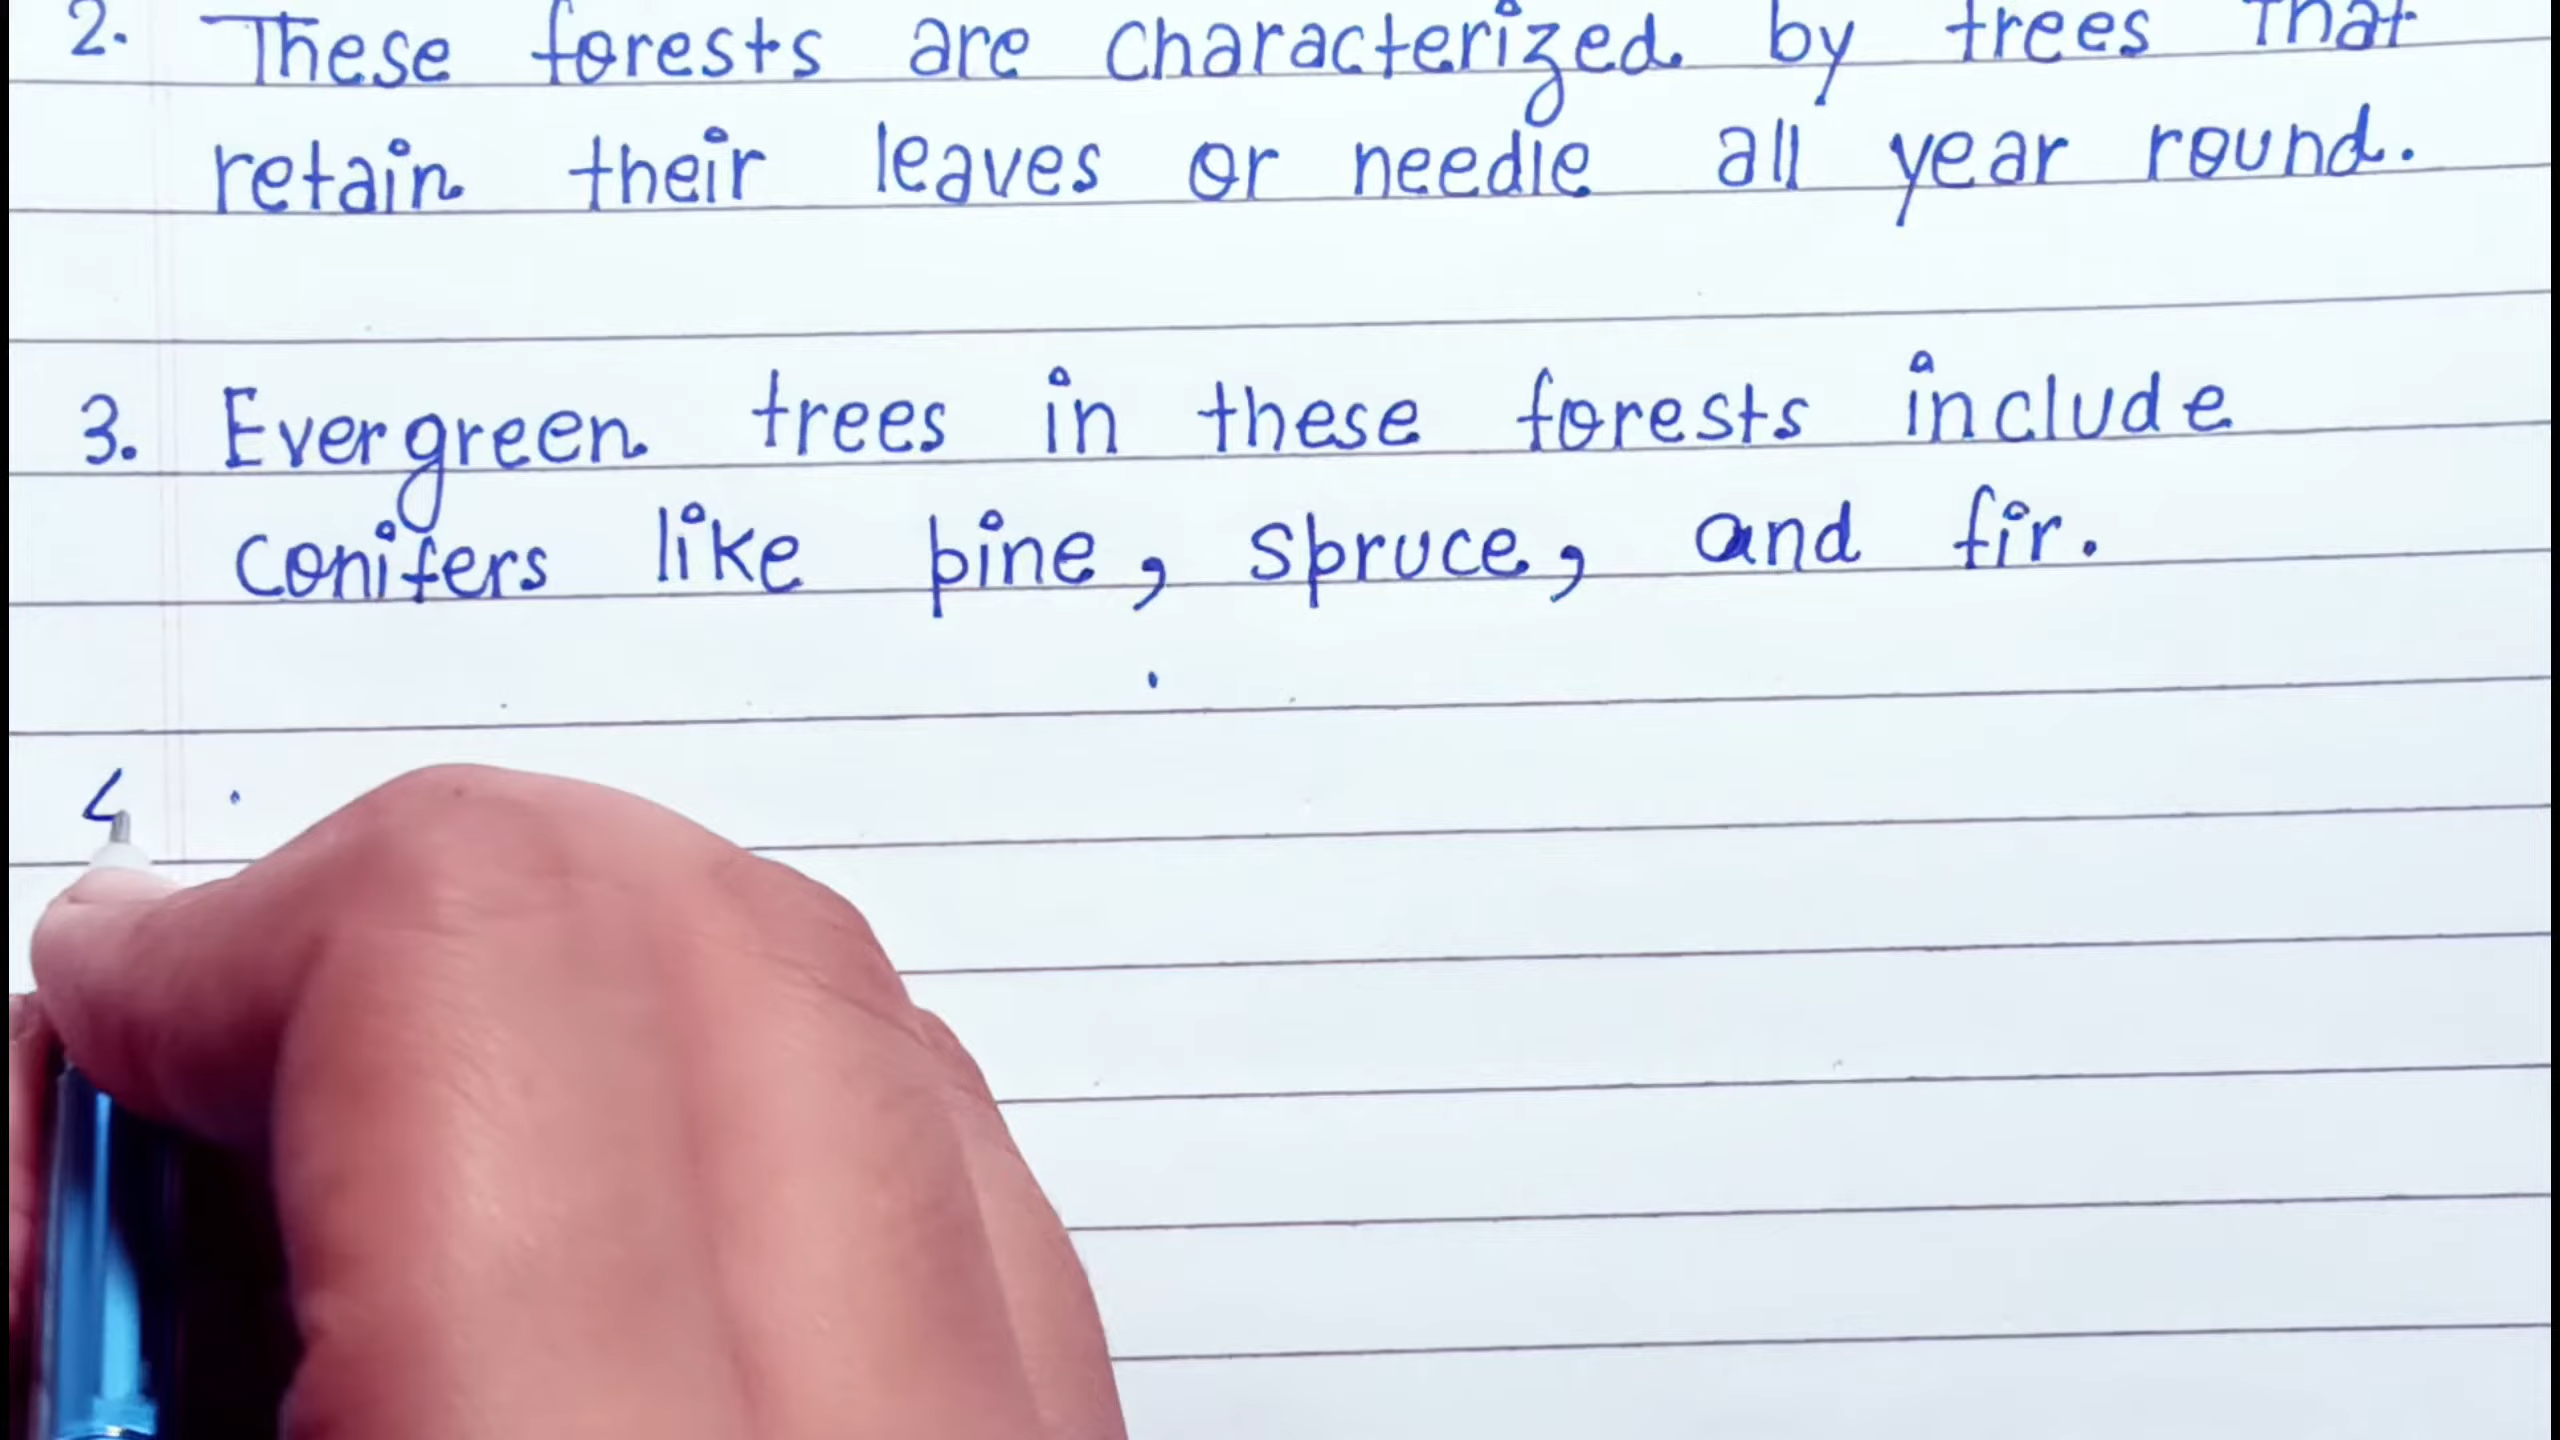 2. These forests are characterized by trees that
retain their leaves or needle all year round.
3. Evergreen trees in these forests include
conifers like pine, spruce, and fir.